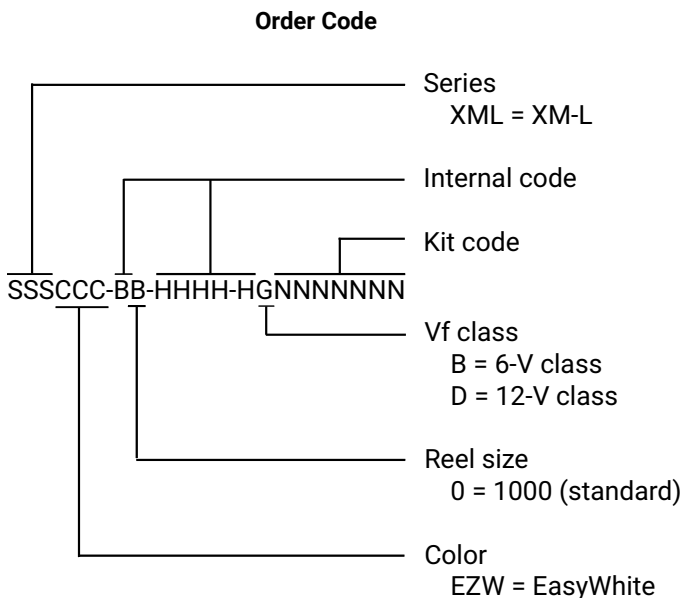 Order Code
Series
XML = XM-L
Internal code
Kit code
SSSCCC-BB-HHHH-HGNNNNNNN
Vf class
B = 6-V class
D = 12-V class
Reel size
0 = 1000 (standard)
Color
EZW = EasyWhite